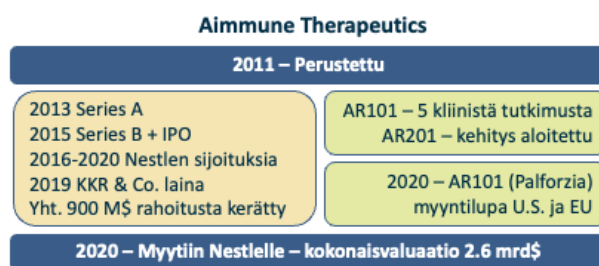 Aimmune Therapeutics
2011 – Perustettu
2013 Series A
2015 Series B + IPO
2016-2020 Nestlen sijoituksia
2019 KKR & Co. laina
Yht. 900 M$ rahoitusta kerätty
AR101 – 5 kliinistä tutkimusta
AR201 – kehitys aloitettu
2020 – AR101 (Palforzia)
myyntilupa U.S. ja EU
2020 – Myytiin Nestlelle – kokonaisvaluaatio 2.6 mrd$